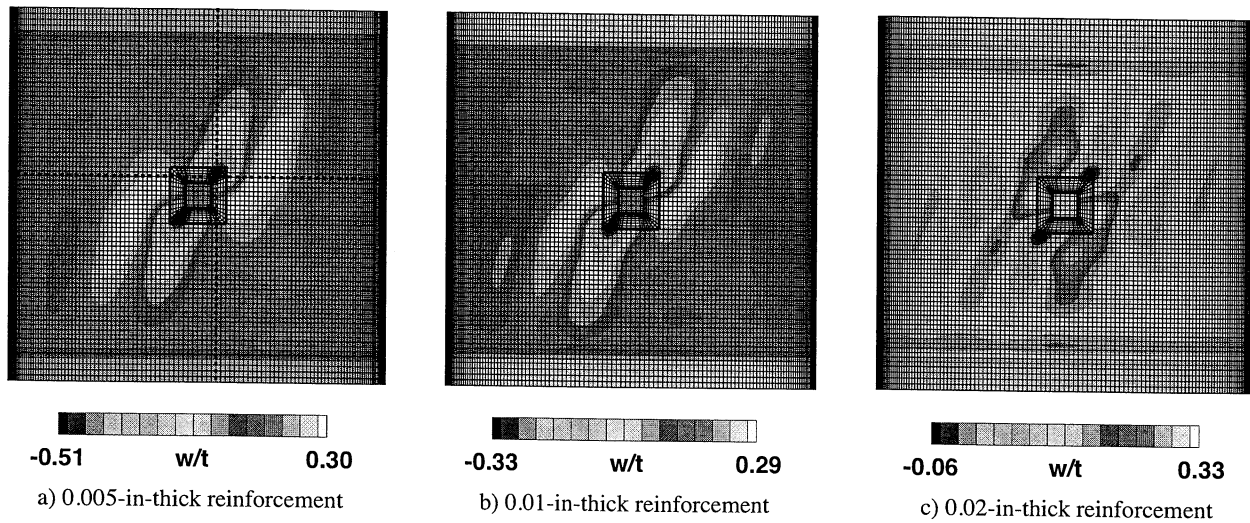 -0.51 w/t 0.30
a) 0.005-in-thick reinforcement
-0.33 w/t 0.29
b) 0.01-in-thick reinforcement
-0.06 w/t 0.33
c) 0.02-in-thick reinforcement